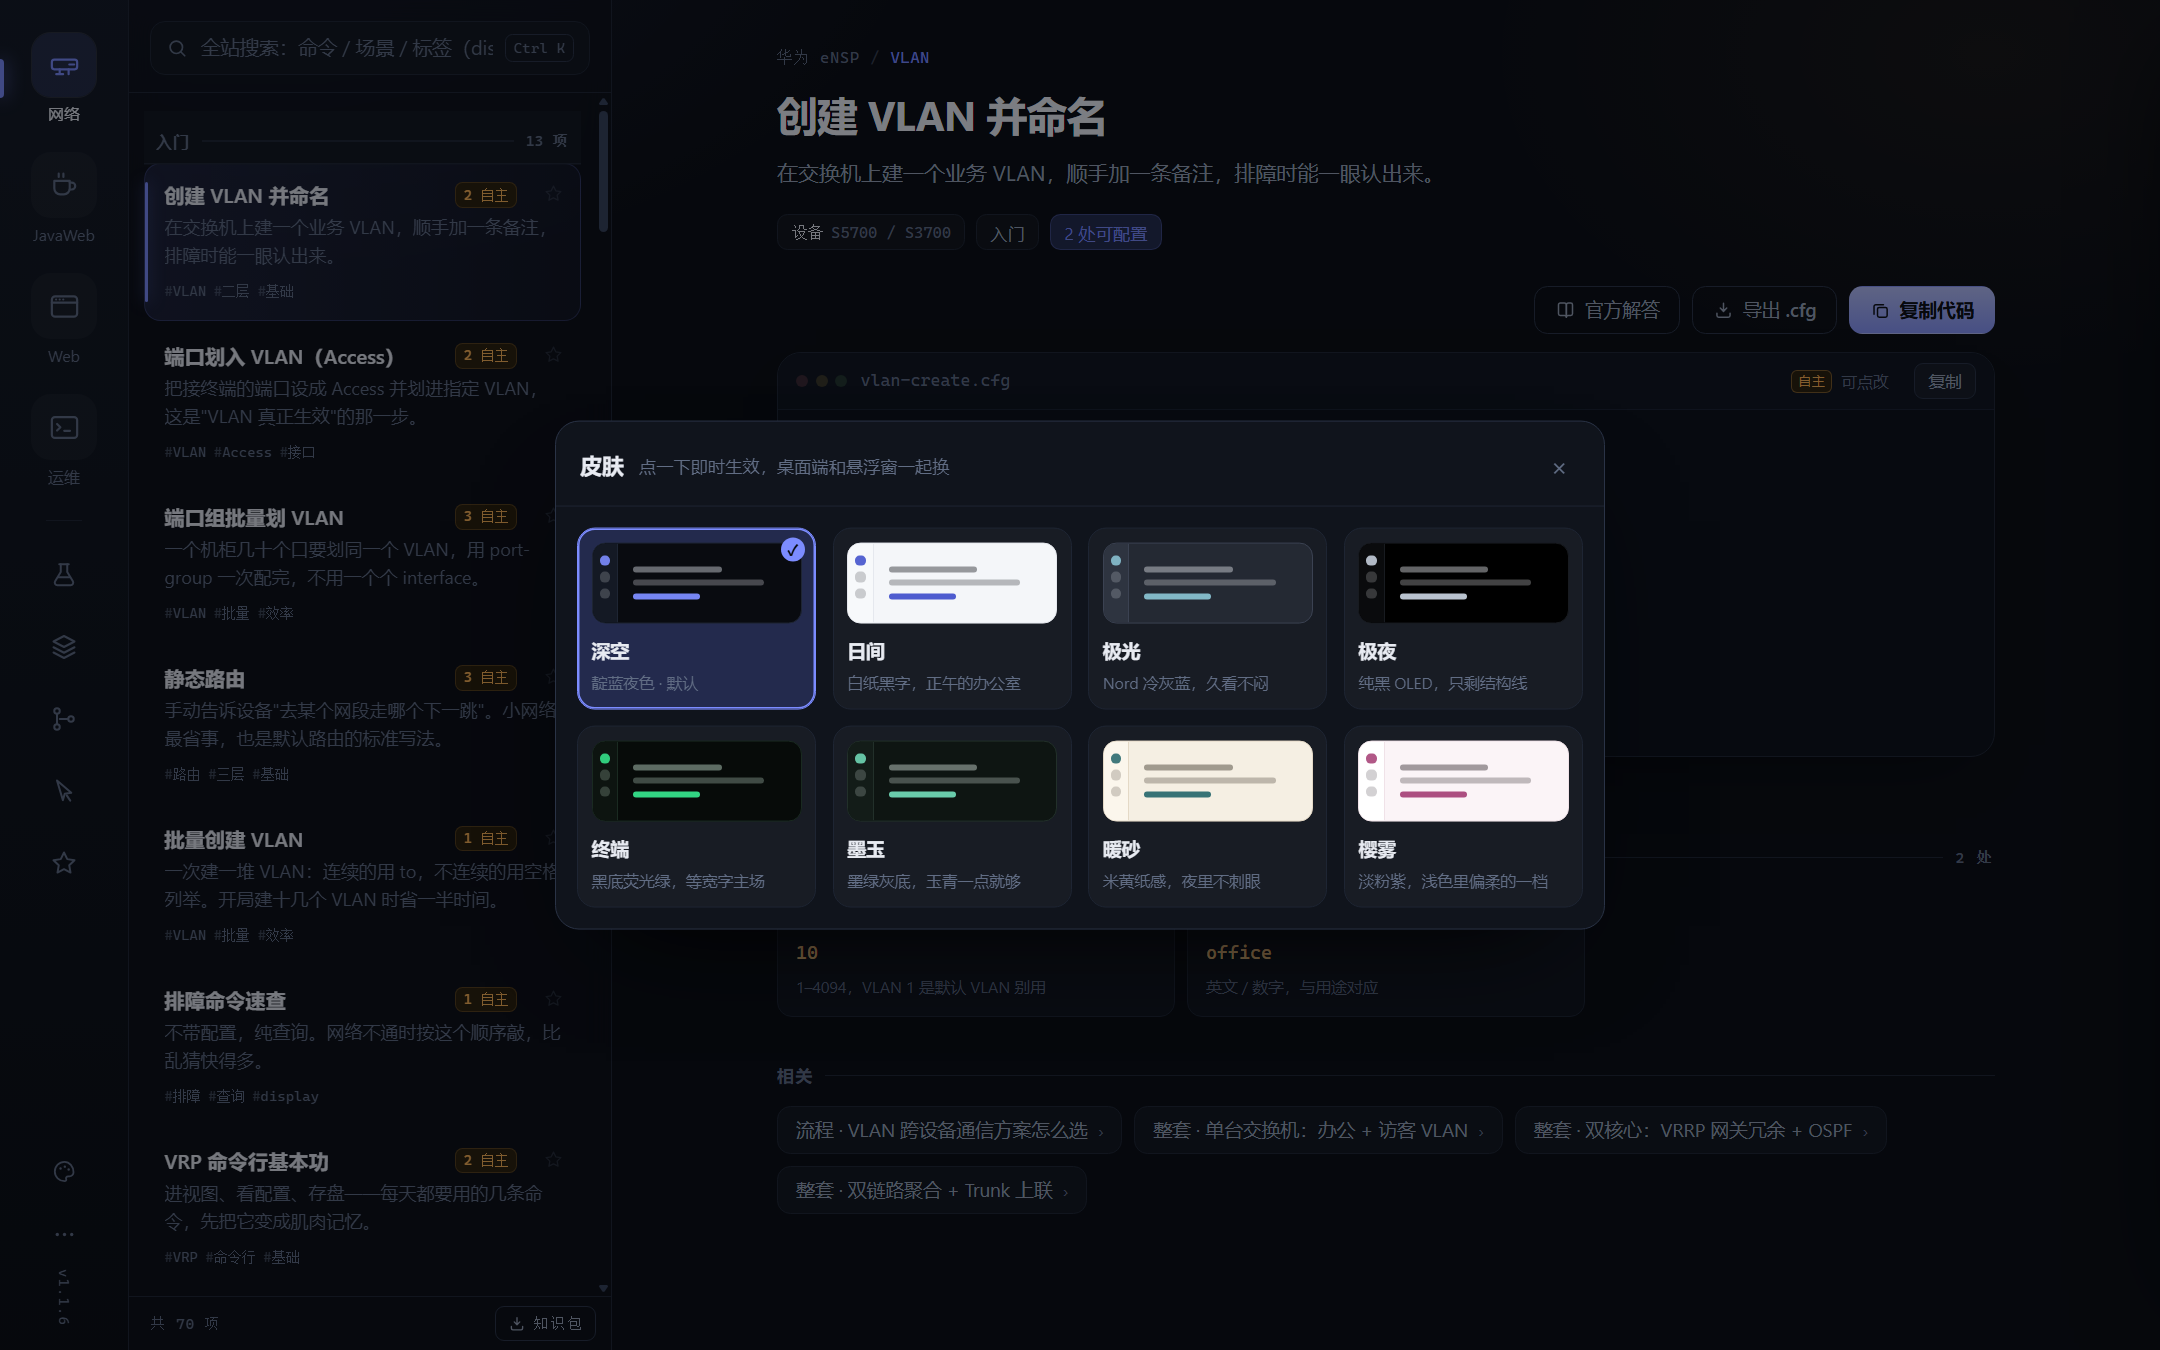 网络
JavaWeb
Web
运维
v1.1.6
全站搜索：命令 / 场景 / 标签（dis
Ctrl K
入门
13 项
创建 VLAN 并命名
2 自主
在交换机上建一个业务 VLAN，顺手加一条备注，
排障时能一眼认出来。
#VLAN #二层 #基础
端口划入 VLAN（Access）
2 自主
把接终端的端口设成 Access 并划进指定 VLAN，
这是"VLAN 真正生效"的那一步。
#VLAN #Access #接口
端口组批量划 VLAN
3 自主
一个机柜几十个口要划同一个 VLAN，用 port-
group 一次配完，不用一个个 interface。
#VLAN #批量 #效率
静态路由
3 自主
手动告诉设备"去某个网段走哪个下一跳"。小网络
最省事，也是默认路由的标准写法。
#路由 #三层 #基础
批量创建 VLAN
1 自主
一次建一堆 VLAN：连续的用 to，不连续的用空格
列举。开局建十几个 VLAN 时省一半时间。
#VLAN #批量 #效率
排障命令速查
1 自主
不带配置，纯查询。网络不通时按这个顺序敲，比
乱猜快得多。
#排障 #查询 #display
VRP 命令行基本功
2 自主
进视图、看配置、存盘——每天都要用的几条命
令，先把它变成肌肉记忆。
#VRP #命令行 #基础
共 70 项
知识包
华为 eNSP / VLAN
创建 VLAN 并命名
在交换机上建一个业务 VLAN，顺手加一条备注，排障时能一眼认出来。
设备 S5700 / S3700
入门
2 处可配置
官方解答
导出 .cfg
复制代码
vlan-create.cfg
自主 可点改
复制
皮肤
点一下即时生效，桌面端和悬浮窗一起换
×
深空
靛蓝夜色 · 默认
日间
白纸黑字，正午的办公室
极光
Nord 冷灰蓝，久看不闷
极夜
纯黑 OLED，只剩结构线
终端
黑底荧光绿，等宽字主场
墨玉
墨绿灰底，玉青一点就够
暖砂
米黄纸感，夜里不刺眼
樱雾
淡粉紫，浅色里偏柔的一档
2 处
10
1–4094，VLAN 1 是默认 VLAN 别用
office
英文 / 数字，与用途对应
相关
流程 · VLAN 跨设备通信方案怎么选 ›
整套 · 单台交换机：办公 + 访客 VLAN ›
整套 · 双核心：VRRP 网关冗余 + OSPF ›
整套 · 双链路聚合 + Trunk 上联 ›